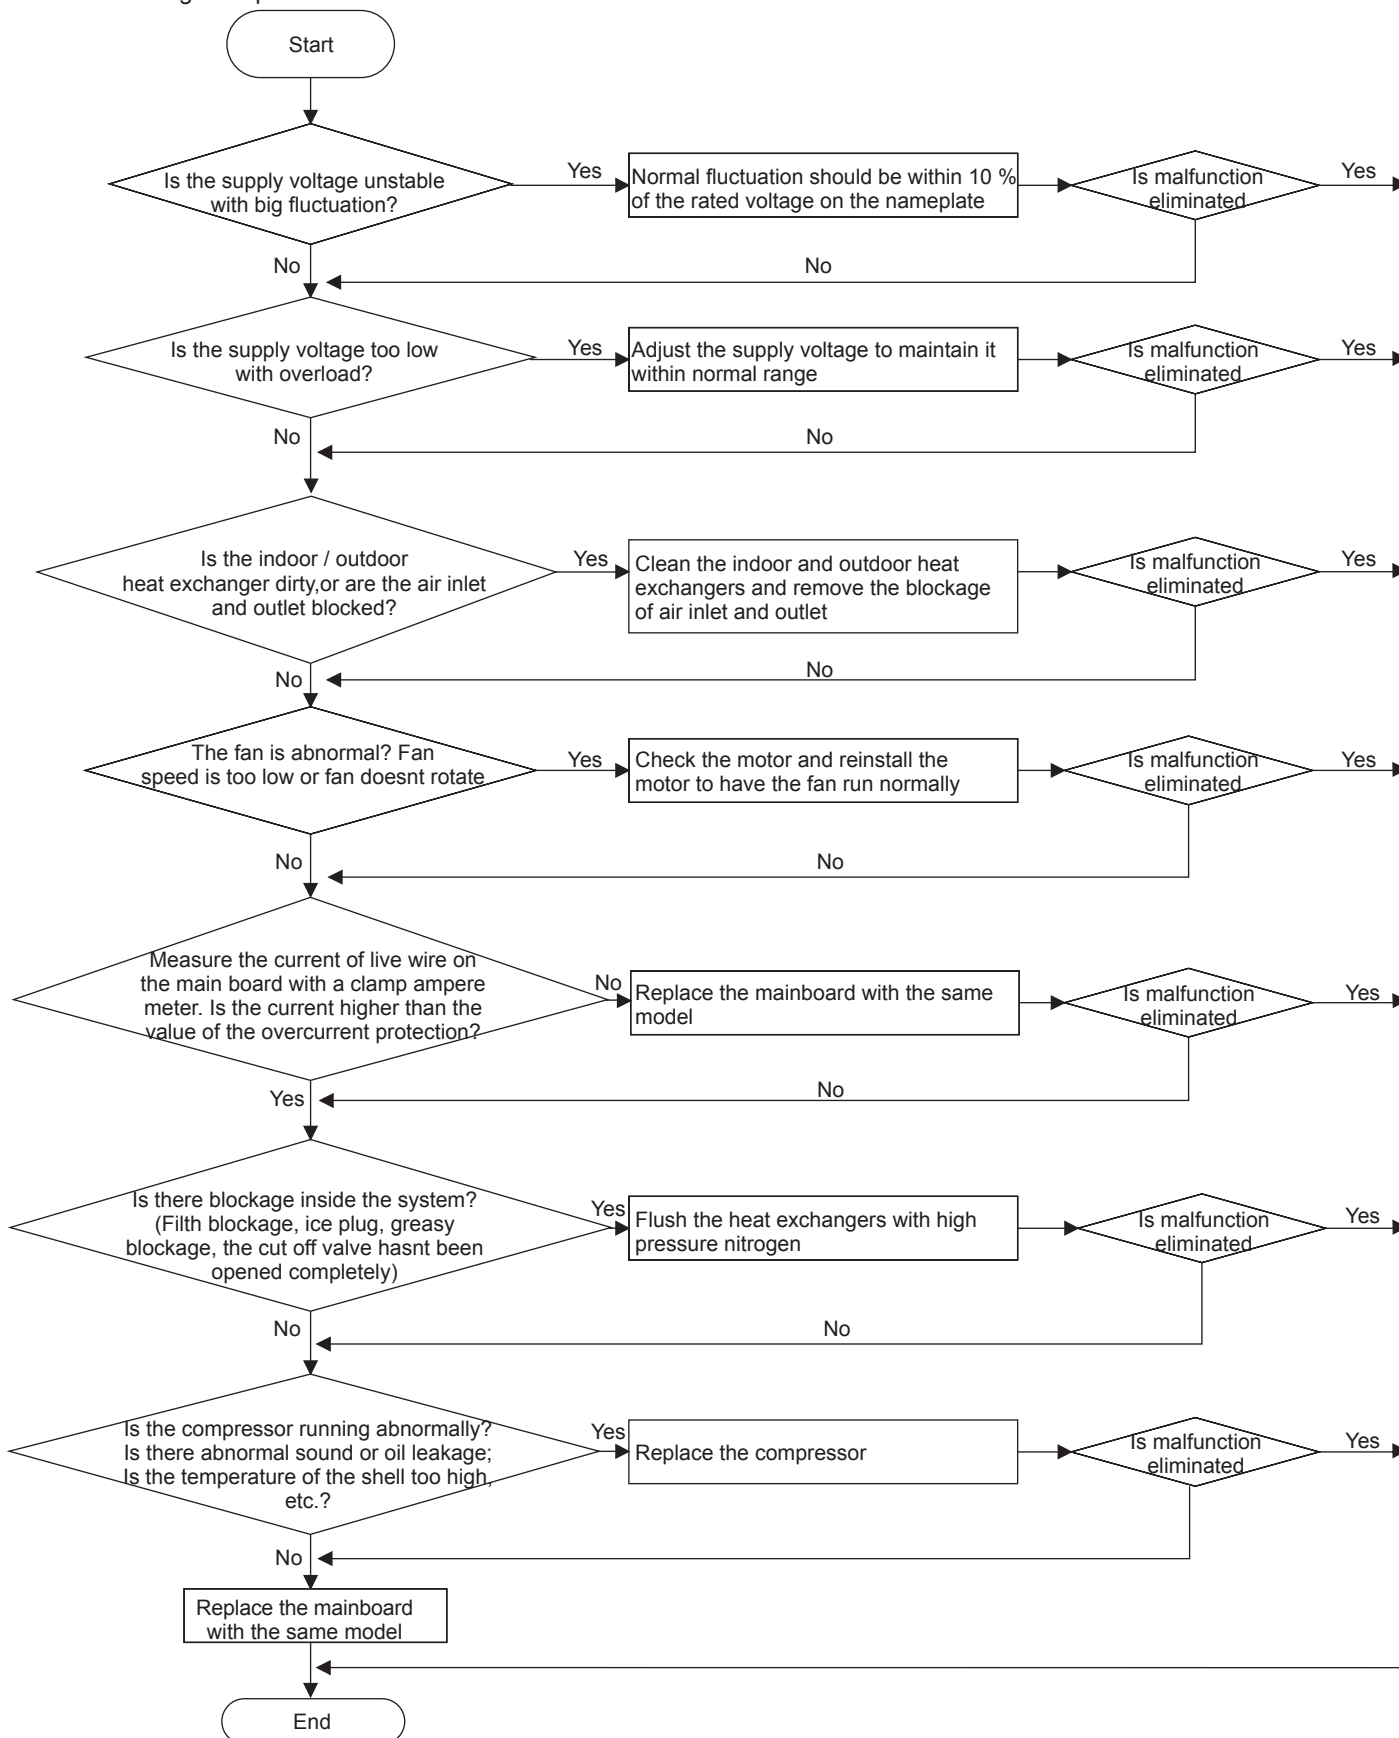 Start
Is the supply voltage unstable
with big fluctuation?
Yes
Normal fluctuation should be within 10 %
of the rated voltage on the nameplate
Is malfunction
eliminated
Yes
No
No
Is the supply voltage too low
with overload?
Yes
Adjust the supply voltage to maintain it
within normal range
Is malfunction
eliminated
Yes
No
No
Is the indoor / outdoor
heat exchanger dirty,or are the air inlet
and outlet blocked?
Yes
Clean the indoor and outdoor heat
exchangers and remove the blockage
of air inlet and outlet
Is malfunction
eliminated
Yes
No
No
The fan is abnormal? Fan
speed is too low or fan doesnt rotate
Yes
Check the motor and reinstall the
motor to have the fan run normally
Is malfunction
eliminated
Yes
No
No
Measure the current of live wire on
the main board with a clamp ampere
meter. Is the current higher than the
value of the overcurrent protection?
No
Replace the mainboard with the same
model
Is malfunction
eliminated
Yes
Yes
No
Is there blockage inside the system?
(Filth blockage, ice plug, greasy
blockage, the cut off valve hasnt been
opened completely)
Yes
Flush the heat exchangers with high
pressure nitrogen
Is malfunction
eliminated
Yes
No
No
Is the compressor running abnormally?
Is there abnormal sound or oil leakage;
Is the temperature of the shell too high,
etc.?
Yes
Replace the compressor
Is malfunction
eliminated
Yes
No
Replace the mainboard
with the same model
End